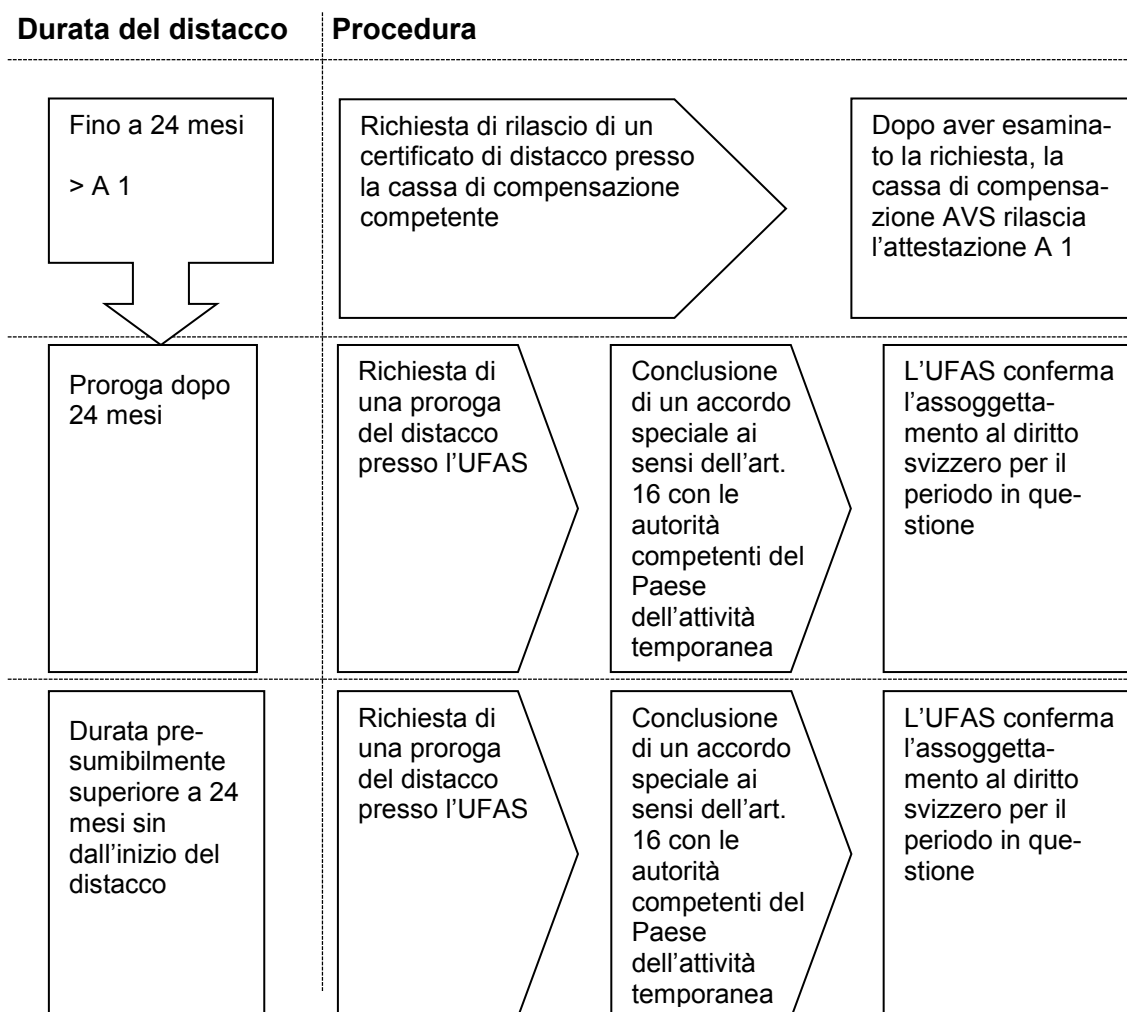 Durata del distacco
Procedura
Fino a 24 mesi
> A 1
Richiesta di rilascio di un
certificato di distacco presso
la cassa di compensazione
competente
Dopo aver esamina-
to la richiesta, la
cassa di compensa-
zione AVS rilascia
l'attestazione A 1
Proroga dopo
24 mesi
Richiesta di
una proroga
del distacco
presso l'UFAS
Conclusione
di un accordo
speciale ai
sensi dell'art.
16 con le
autorità
competenti del
Paese
dell'attività
temporanea
L'UFAS conferma
l'assoggetta-
mento al diritto
svizzero per il
periodo in que-
stione
Durata pre-
sumibilmente
superiore a 24
mesi sin
dall'inizio del
distacco
Richiesta di
una proroga
del distacco
presso l'UFAS
Conclusione
di un accordo
speciale ai
sensi dell'art.
16 con le
autorità
competenti del
Paese
dell'attività
temporanea
L'UFAS conferma
l'assoggetta-
mento al diritto
svizzero per il
periodo in que-
stione